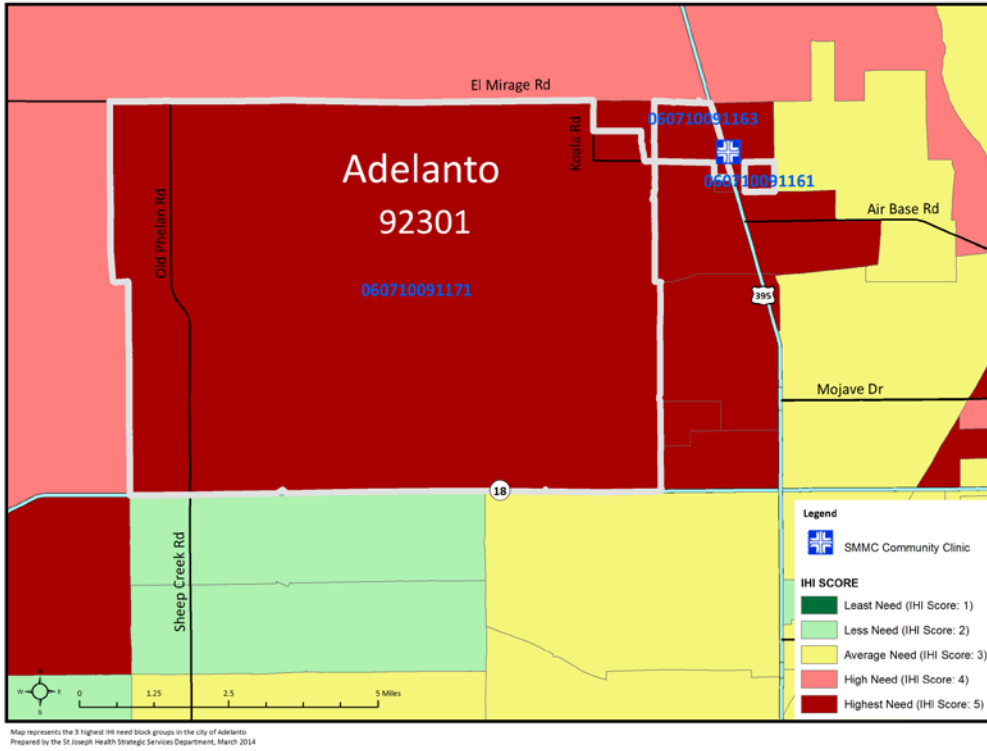 El Mirage Rd
060710091163
Koala Rd
Adelanto
92301
060710091161
Air Base Rd
Old Phelan Rd
060710091171
395
Mojave Dr
18
Sheep Creek Rd
Legend
SMMC Community Clinic
IHI SCORE
Least Need (IHI Score: 1)
Less Need (IHI Score: 2)
Average Need (IHI Score: 3)
High Need (IHI Score: 4)
Highest Need (IHI Score: 5)
N
W E
S
0 1.25 2.5 5 Miles
Map represents the 3 highest IHI need block groups in the city of Adelanto
Prepared by the St Joseph Health Strategic Services Department, March 2014